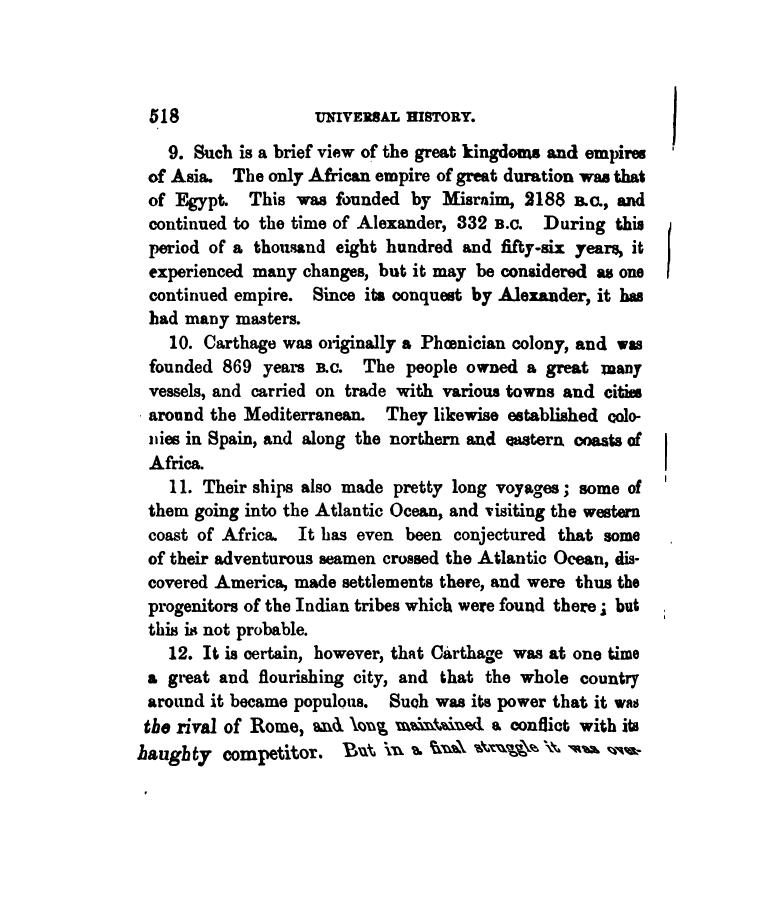 518 UNIVERSAL HISTORY.
9. Such is a brief view of the great kingdoms and empires
of Asia. The only African empire of great duration was that
of Egypt. This was founded by Misraim, 2188 B.C., and
continued to the time of Alexander, 332 B.C. During this
period of a thousand eight hundred and fifty-six years, it
experienced many changes, but it may be considered as one
continued empire. Since its conquest by Alexander, it has
had many masters.
10. Carthage was originally a Phœnician colony, and was
founded 869 years B.C. The people owned a great many
vessels, and carried on trade with various towns and cities
around the Mediterranean. They likewise established colo-
nies in Spain, and along the northern and eastern coasts of
Africa.
11. Their ships also made pretty long voyages; some of
them going into the Atlantic Ocean, and visiting the western
coast of Africa. It has even been conjectured that some
of their adventurous seamen crossed the Atlantic Ocean, dis-
covered America, made settlements there, and were thus the
progenitors of the Indian tribes which were found there; but
this is not probable.
12. It is certain, however, that Carthage was at one time
a great and flourishing city, and that the whole country
around it became populous. Such was its power that it was
the rival of Rome, and long maintained a conflict with its
haughty competitor. But in a final struggle it was over-